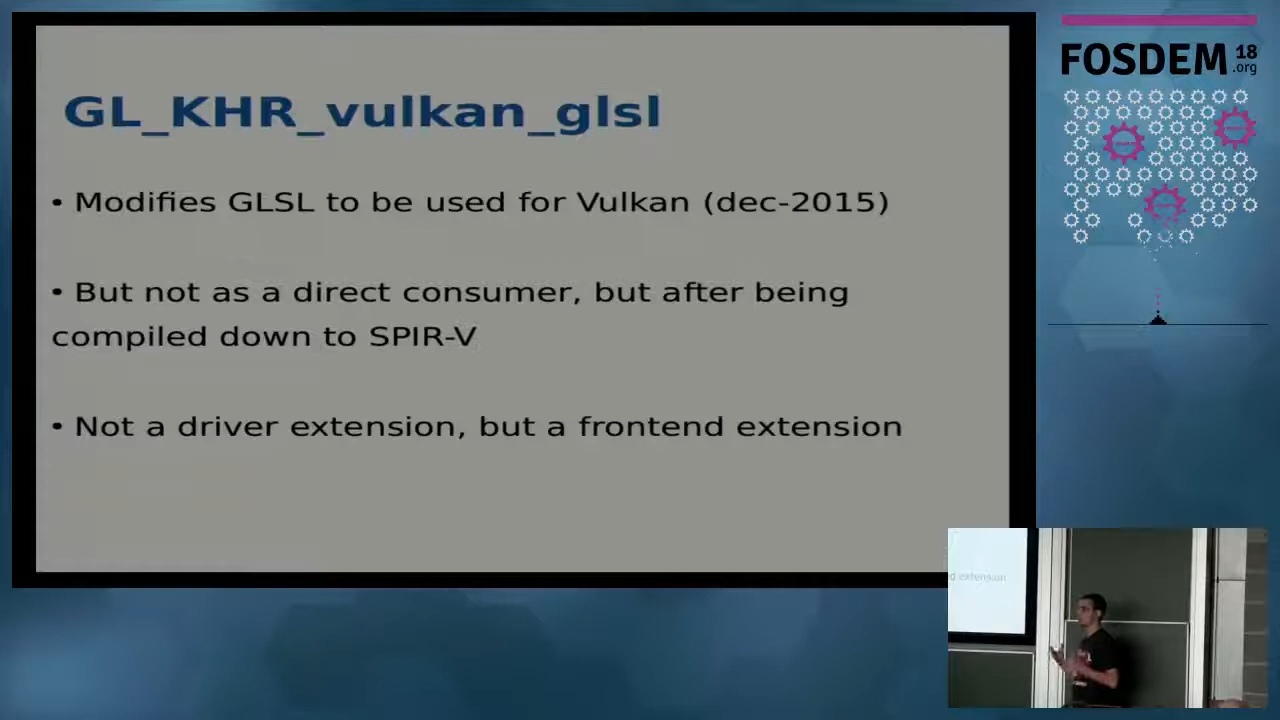 GL_KHR_vulkan_glsl
• Modifies GLSL to be used for Vulkan (dec-2015)
• But not as a direct consumer, but after being
compiled down to SPIR-V
• Not a driver extension, but a frontend extension
FOSDEM 18
.org
d extension